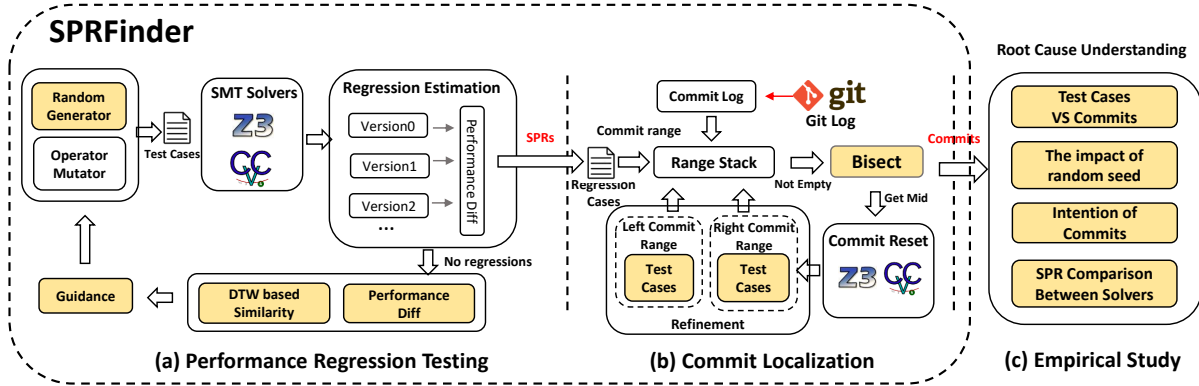 SPRFinder
Random
Generator
Operator
Mutator
Test Cases
SMT Solvers
Z3
CVC
Regression Estimation
Version0
Version1
Version2
...
Performance Diff
No regressions
DTW based
Similarity
Performance
Diff
Guidance
(a) Performance Regression Testing
SPRs
Regression
Cases
Commit Log
git
Git Log
Commit range
Range Stack
Not Empty
Bisect
Get Mid
Commit Reset
Z3
CVC
Left Commit
Range
Test
Cases
Right Commit
Range
Test
Cases
Refinement
(b) Commit Localization
Commits
Root Cause Understanding
Test Cases
VS Commits
The impact of
random seed
Intention of
Commits
SPR Comparison
Between Solvers
(c) Empirical Study